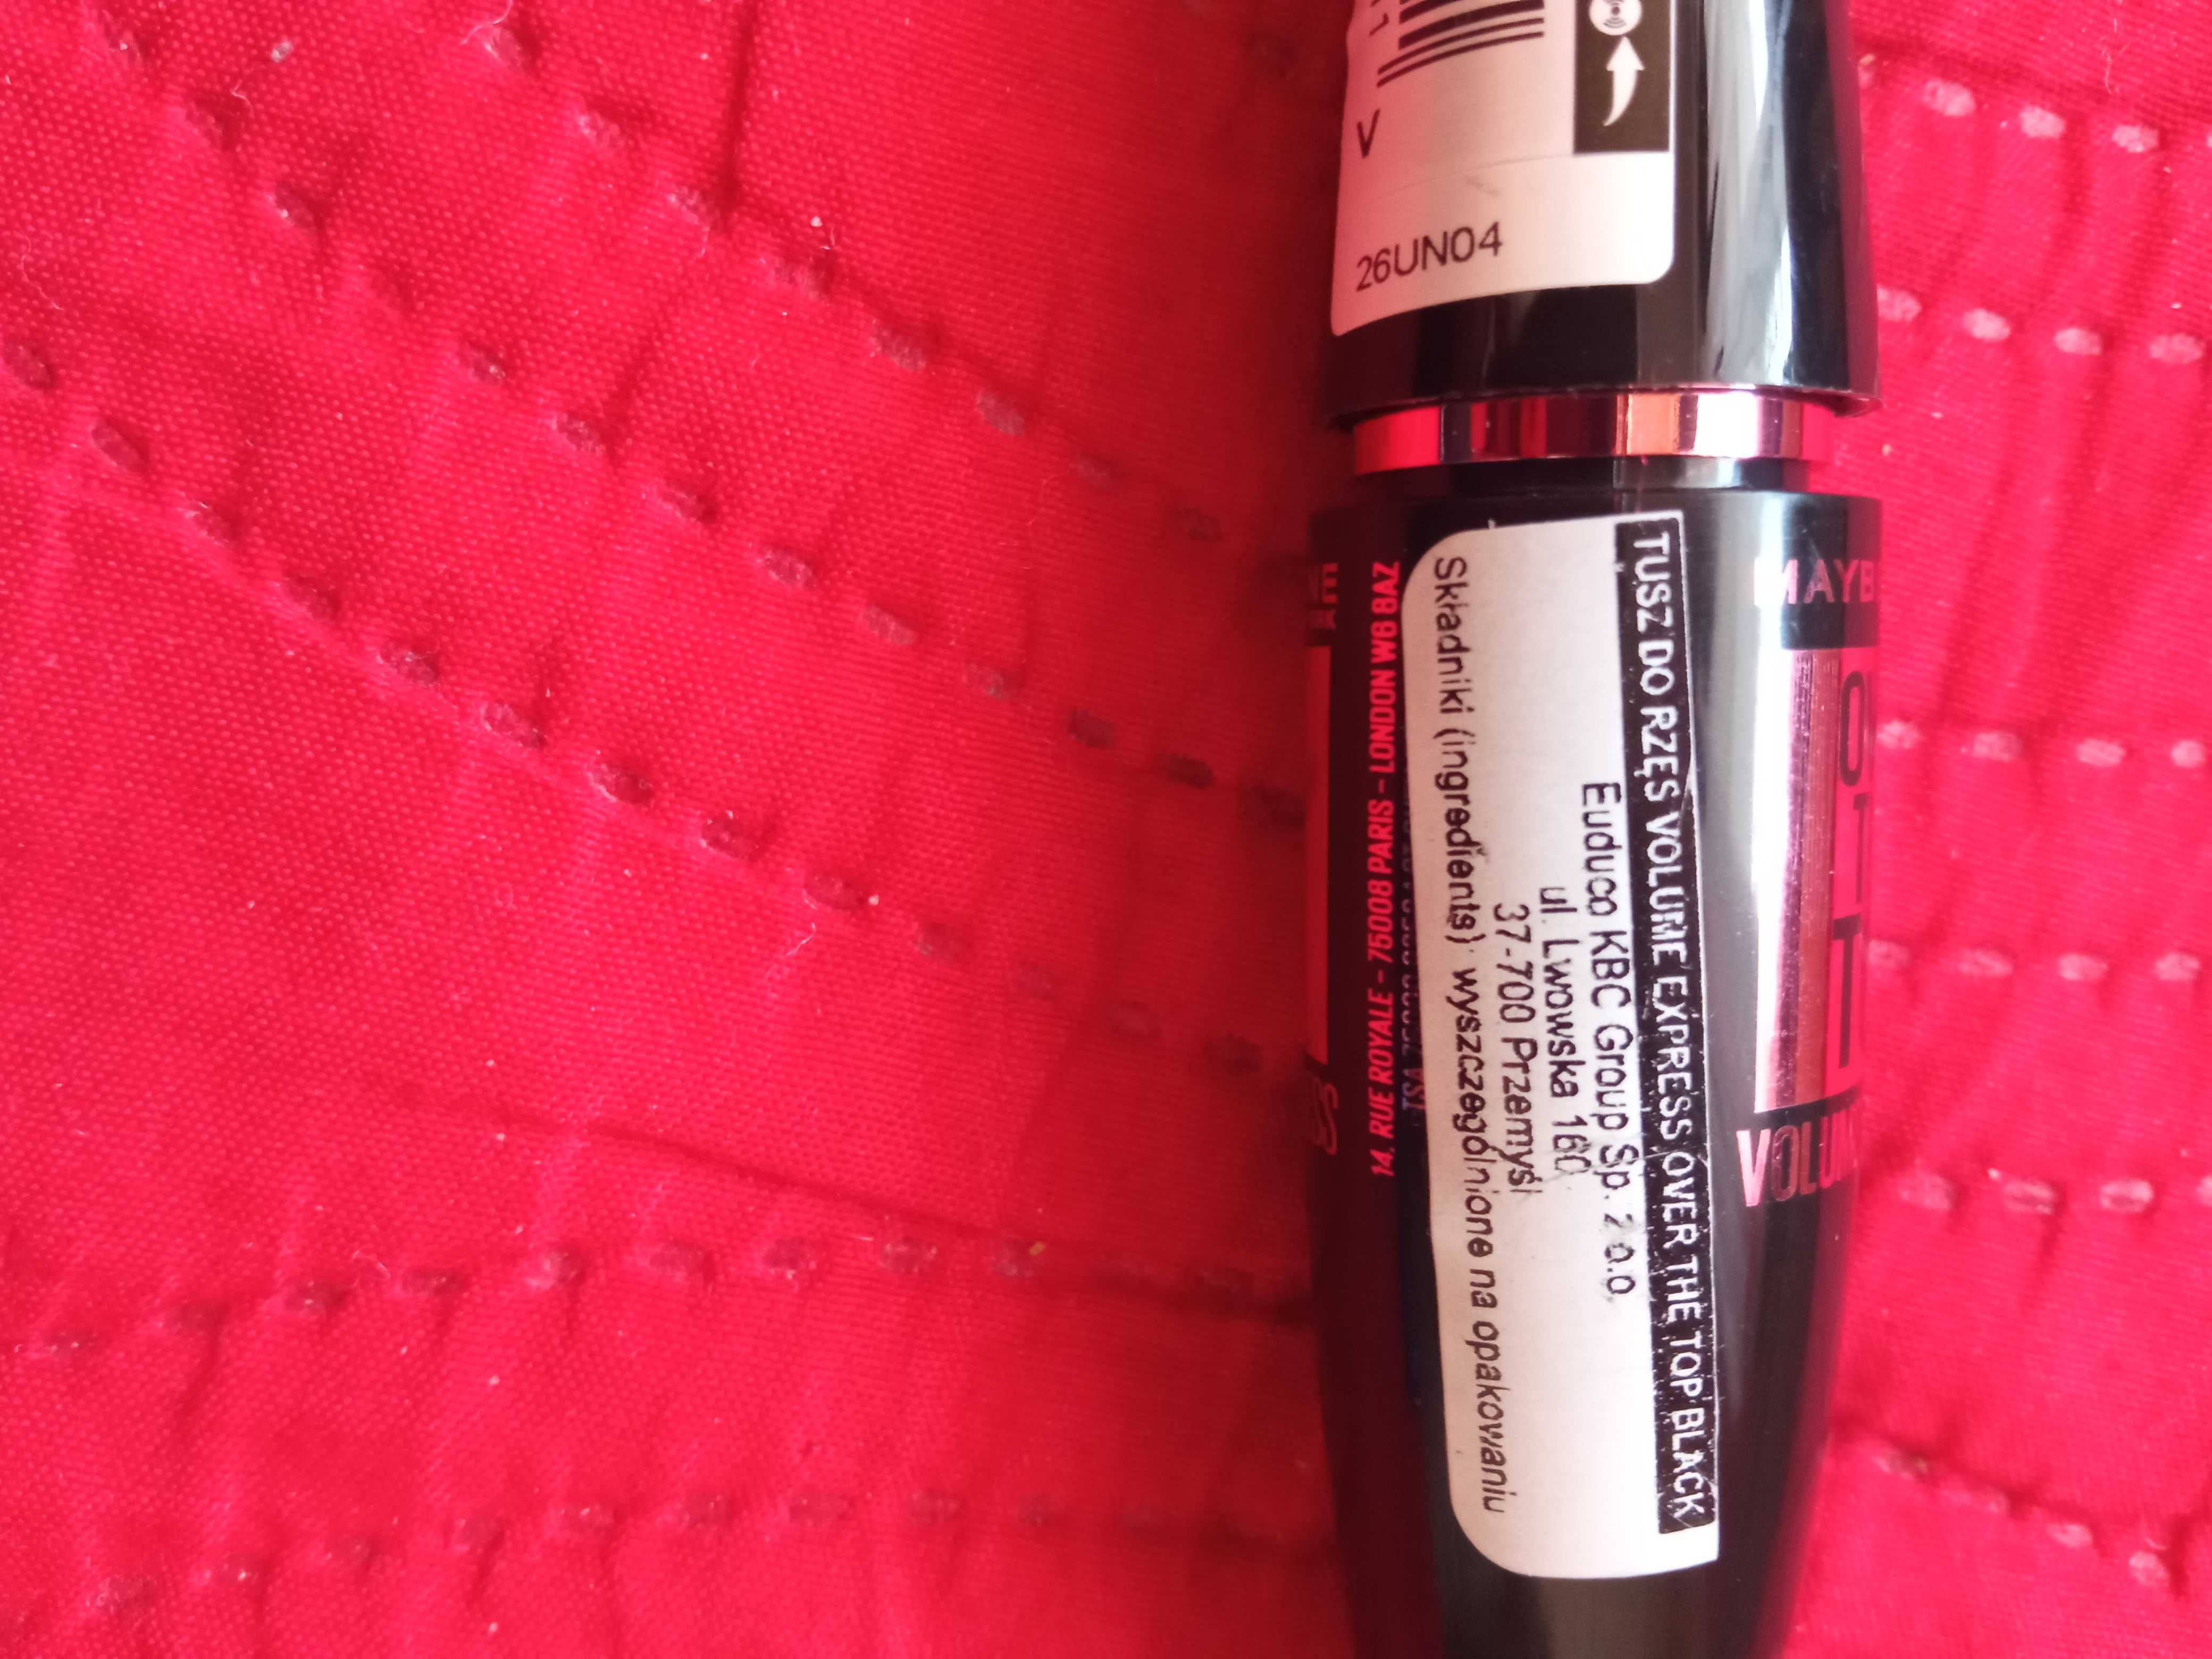 V
26UN04
TUSZ DO RZĘS VOLUME EXPRESS OVER THE TOP BLACK
Euduco KBC Group Sp. z o.o.
ul. Lwowska 160
37-700 Przemyśl
Składniki (ingredients): wyszczególnione na opakowaniu
14, RUE ROYALE - 75008 PARIS - LONDON W6 8AZ
MAYB
VOLUM